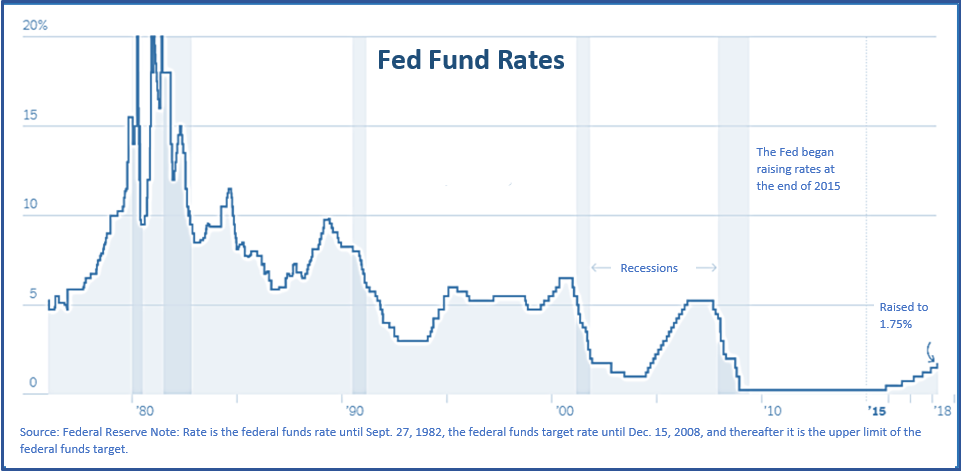 Fed Fund Rates
20%
15
10
5
0
The Fed began
raising rates at
the end of 2015
Recessions
Raised to
1.75%
'80
'90
'00
'10
'15
'18
Source: Federal Reserve Note: Rate is the federal funds rate until Sept. 27, 1982, the federal funds target rate until Dec. 15, 2008, and thereafter it is the upper limit of the
federal funds target.